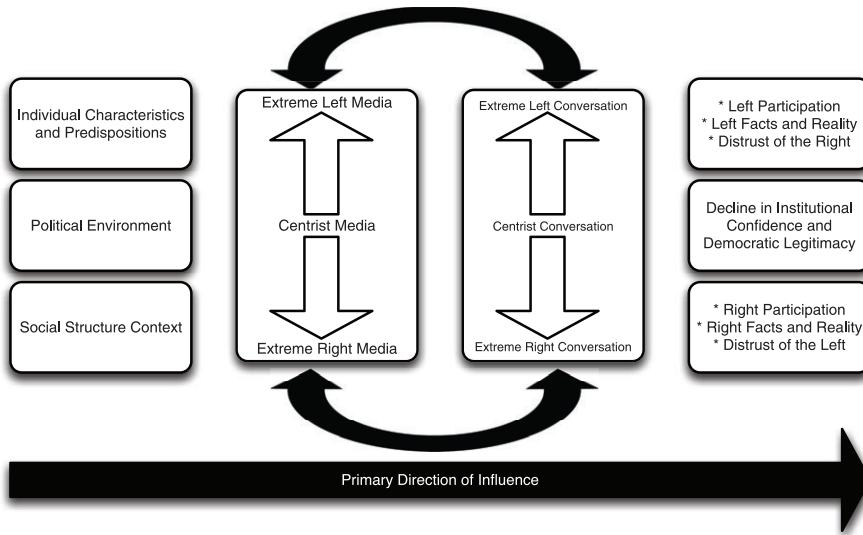 Individual Characteristics
and Predispositions
Political Environment
Social Structure Context
Extreme Left Media
Centrist Media
Extreme Right Media
Extreme Left Conversation
Centrist Conversation
Extreme Right Conversation
* Left Participation
* Left Facts and Reality
* Distrust of the Right
Decline in Institutional
Confidence and
Democratic Legitimacy
* Right Participation
* Right Facts and Reality
* Distrust of the Left
Primary Direction of Influence